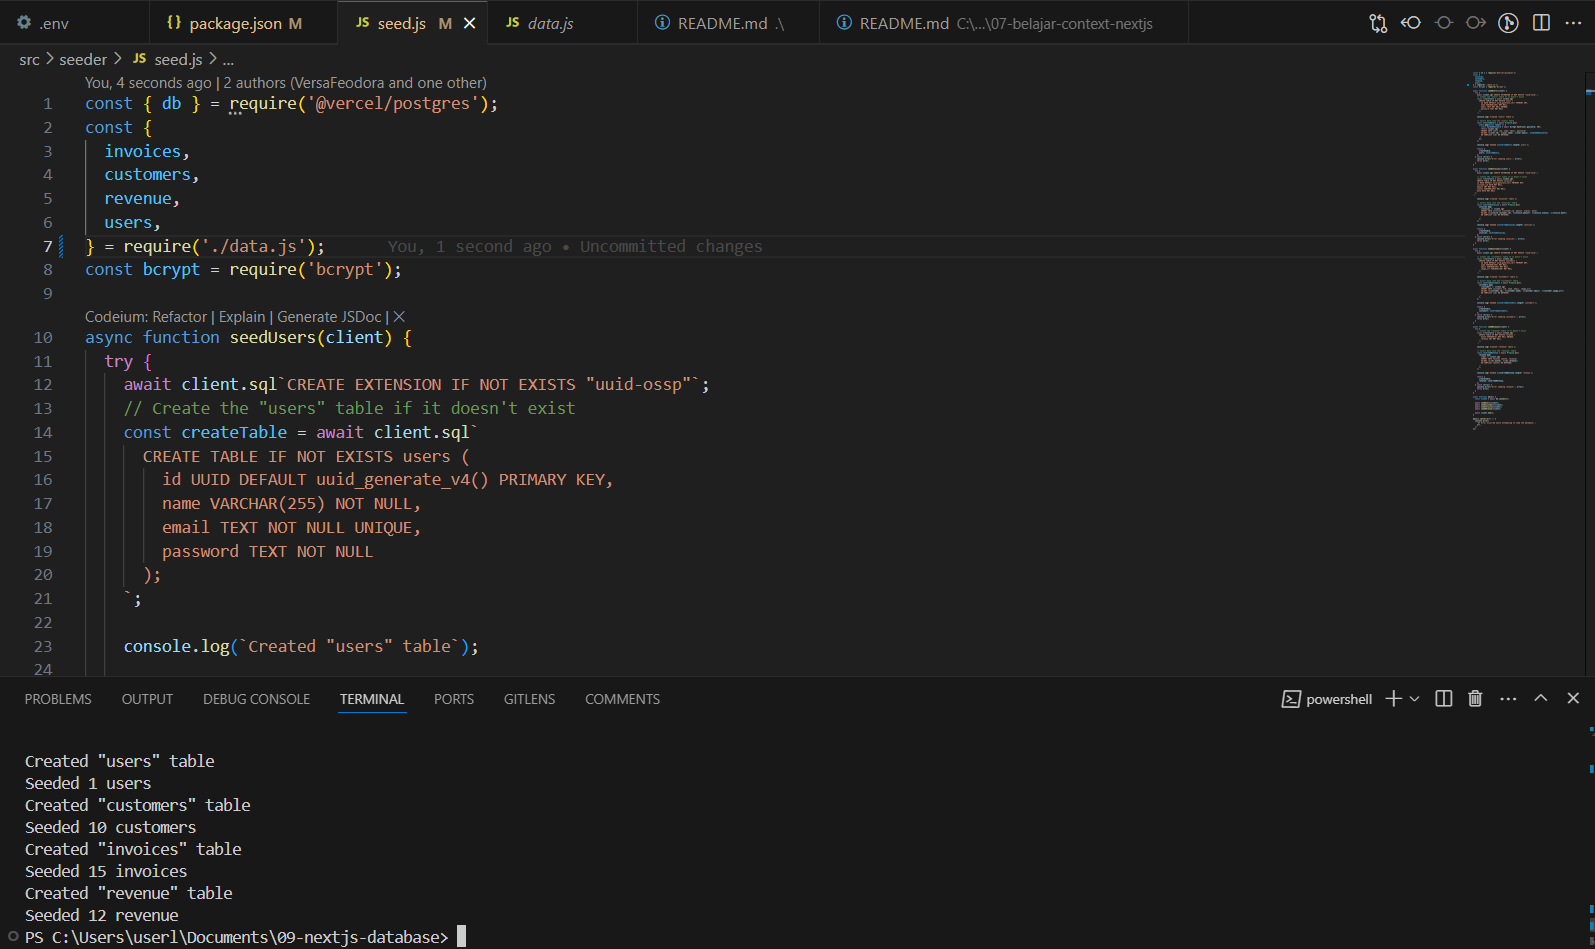 .env
{} package.json M
JS seed.js M
JS data.js
README.md .\
README.md C:\...\07-belajar-context-nextjs
src > seeder > JS seed.js > ...
You, 4 seconds ago | 2 authors (VersaFeodora and one other)
1 const { db } = require('@vercel/postgres');
2 const {
3 invoices,
4 customers,
5 revenue,
6 users,
7 } = require('./data.js'); You, 1 second ago • Uncommitted changes
8 const bcrypt = require('bcrypt');
9
Codeium: Refactor | Explain | Generate JSDoc | X
10 async function seedUsers(client) {
11 try {
12 await client.sql`CREATE EXTENSION IF NOT EXISTS "uuid-ossp"`;
13 // Create the "users" table if it doesn't exist
14 const createTable = await client.sql`
15 CREATE TABLE IF NOT EXISTS users (
16 id UUID DEFAULT uuid_generate_v4() PRIMARY KEY,
17 name VARCHAR(255) NOT NULL,
18 email TEXT NOT NULL UNIQUE,
19 password TEXT NOT NULL
20 );
21 `;
22
23 console.log(`Created "users" table`);
24
PROBLEMS OUTPUT DEBUG CONSOLE TERMINAL PORTS GITLENS COMMENTS
powershell
Created "users" table
Seeded 1 users
Created "customers" table
Seeded 10 customers
Created "invoices" table
Seeded 15 invoices
Created "revenue" table
Seeded 12 revenue
PS C:\Users\userl\Documents\09-nextjs-database>